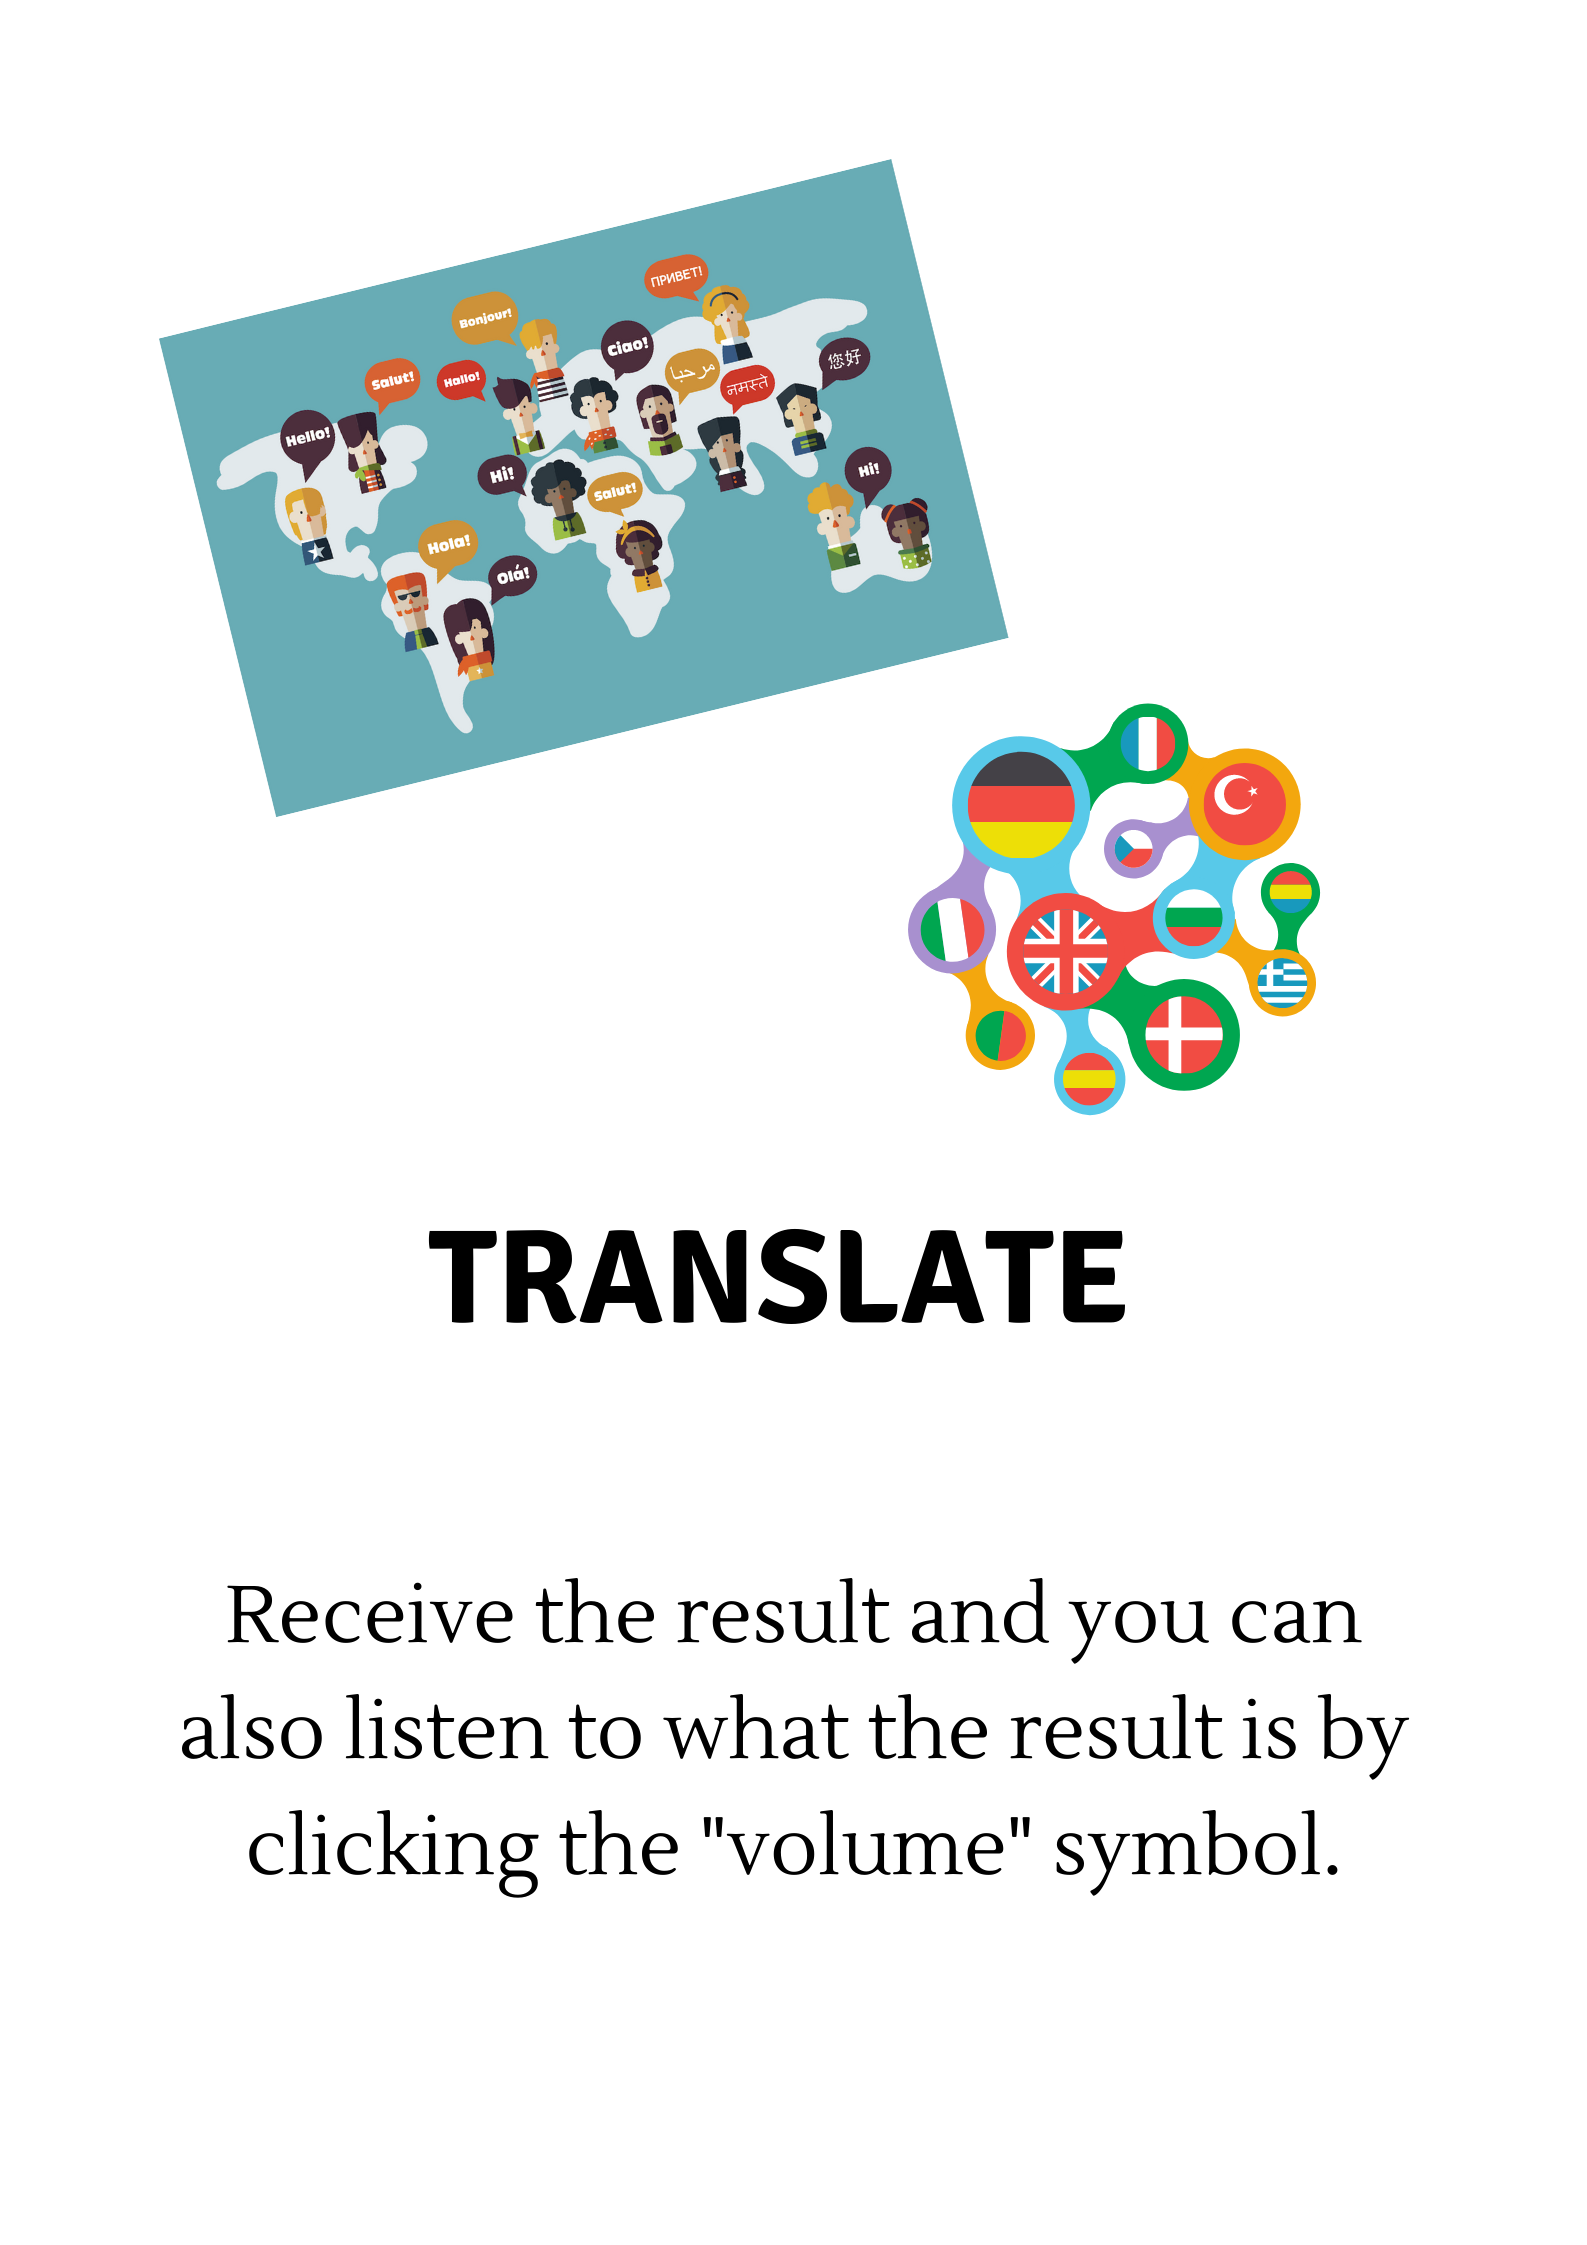 ПРИВЕТ!
Bonjour!
Ciao!
您好
Salut!
Hallo!
مرحبا
नमस्ते
Hello!
Hi!
Salut!
Hi!
Hola!
Olá!
TRANSLATE
Receive the result and you can
also listen to what the result is by
clicking the "volume" symbol.